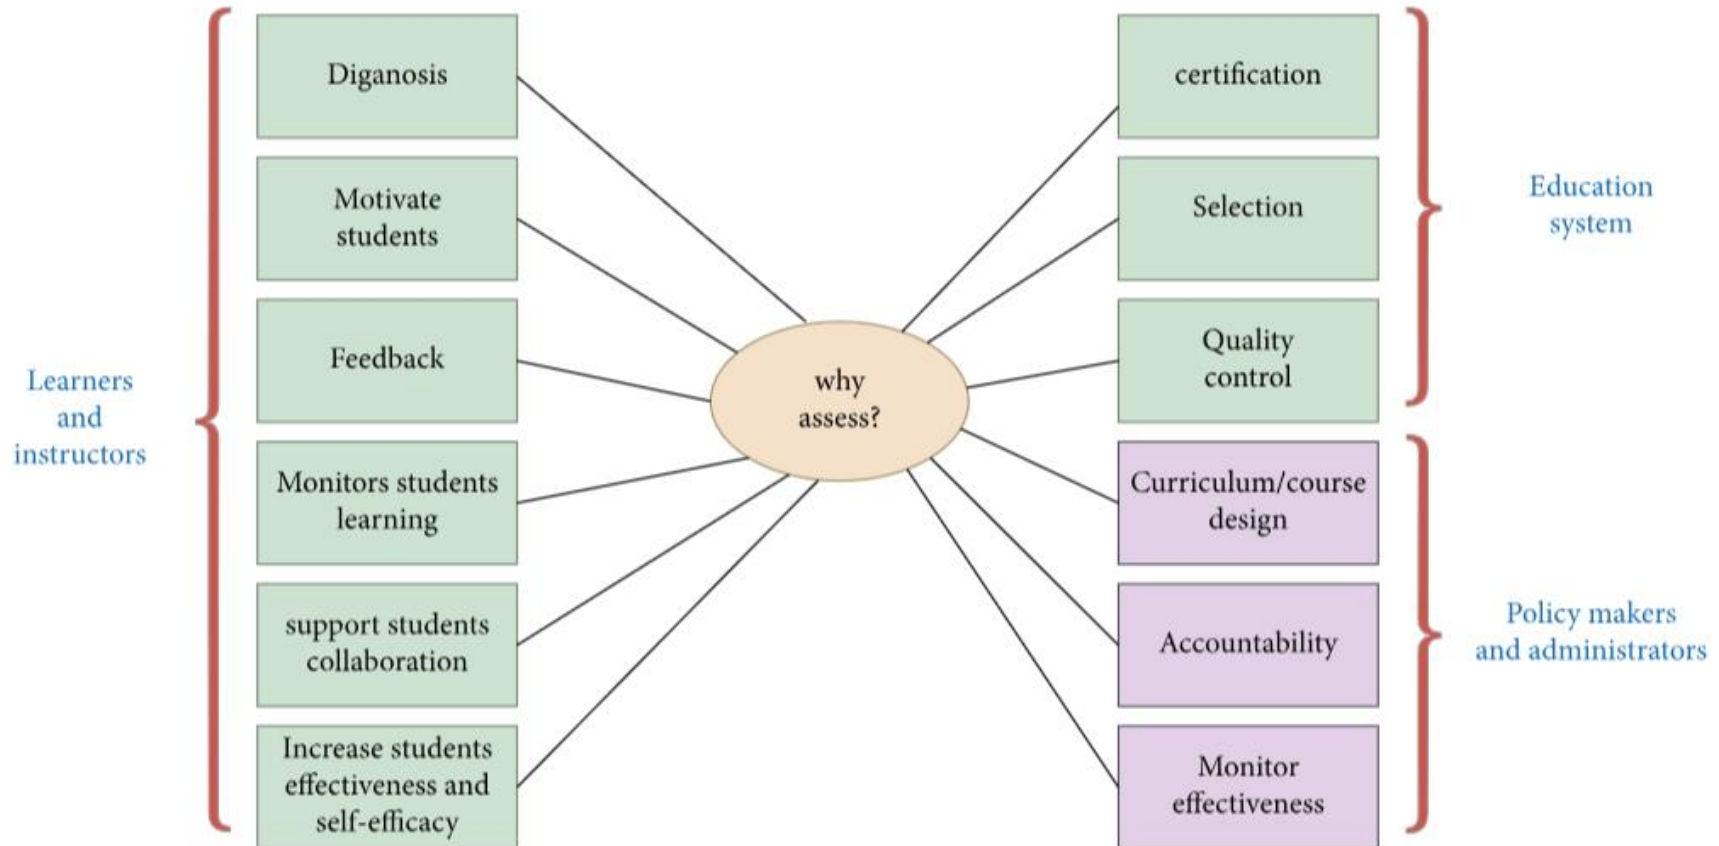 Diganosis
Motivate
students
Feedback
Monitors students
learning
support students
collaboration
Increase students
effectiveness and
self-efficacy
Learners
and
instructors
why
assess?
certification
Selection
Quality
control
Curriculum/course
design
Accountability
Monitor
effectiveness
Education
system
Policy makers
and administrators